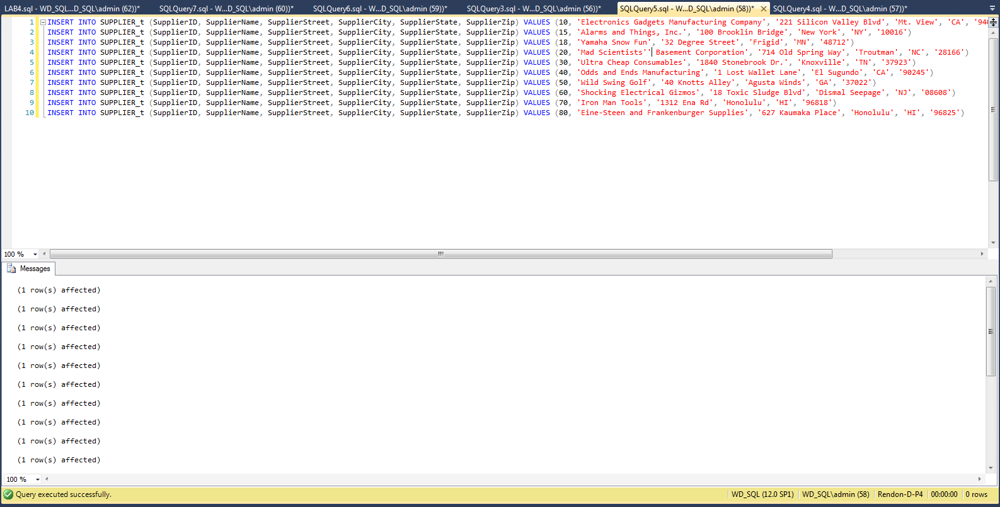 LAB4.sql - WD_SQL...D_SQL\admin (62))* SQLQuery7.sql - W...D_SQL\admin (60))* SQLQuery6.sql - W...D_SQL\admin (59))* SQLQuery3.sql - W...D_SQL\admin (56))* SQLQuery5.sql - W...D_SQL\admin (58))* SQLQuery4.sql - W...D_SQL\admin (57))*
1 INSERT INTO SUPPLIER_t (SupplierID, SupplierName, SupplierStreet, SupplierCity, SupplierState, SupplierZip) VALUES (10, 'Electronics Gadgets Manufacturing Company', '221 Silicon Valley Blvd', 'Mt. View', 'CA',
2 INSERT INTO SUPPLIER_t (SupplierID, SupplierName, SupplierStreet, SupplierCity, SupplierState, SupplierZip) VALUES (15, 'Alarms and Things, Inc.', '100 Brooklin Bridge', 'New York', 'NY', '10016')
3 INSERT INTO SUPPLIER_t (SupplierID, SupplierName, SupplierStreet, SupplierCity, SupplierState, SupplierZip) VALUES (18, 'Yamaha Snow Fun', '32 Degree Street', 'Frigid', 'MN', '48712')
4 INSERT INTO SUPPLIER_t (SupplierID, SupplierName, SupplierStreet, SupplierCity, SupplierState, SupplierZip) VALUES (20, 'Mad Scientists'' Basement Corporation', '714 Old Spring Way', 'Troutman', 'NC', '28166')
5 INSERT INTO SUPPLIER_t (SupplierID, SupplierName, SupplierStreet, SupplierCity, SupplierState, SupplierZip) VALUES (30, 'Ultra Cheap Consumables', '1840 Stonebrook Dr.', 'Knoxville', 'TN', '37923')
6 INSERT INTO SUPPLIER_t (SupplierID, SupplierName, SupplierStreet, SupplierCity, SupplierState, SupplierZip) VALUES (40, 'Odds and Ends Manufacturing', '1 Lost Wallet Lane', 'El Sugundo', 'CA', '90245')
7 INSERT INTO SUPPLIER_t (SupplierID, SupplierName, SupplierStreet, SupplierCity, SupplierState, SupplierZip) VALUES (50, 'Wild Swing Golf', '40 Knotts Alley', 'Agusta Winds', 'GA', '37022')
8 INSERT INTO SUPPLIER_t (SupplierID, SupplierName, SupplierStreet, SupplierCity, SupplierState, SupplierZip) VALUES (60, 'Shocking Electrical Gizmos', '18 Toxic Sludge Blvd', 'Dismal Seepage', 'NJ', '08608')
9 INSERT INTO SUPPLIER_t (SupplierID, SupplierName, SupplierStreet, SupplierCity, SupplierState, SupplierZip) VALUES (70, 'Iron Man Tools', '1312 Ena Rd', 'Honolulu', 'HI', '96818')
10 INSERT INTO SUPPLIER_t (SupplierID, SupplierName, SupplierStreet, SupplierCity, SupplierState, SupplierZip) VALUES (80, 'Eine-Steen and Frankenburger Supplies', '627 Kaumaka Place', 'Honolulu', 'HI', '96825')
100 %
Messages
(1 row(s) affected)
(1 row(s) affected)
(1 row(s) affected)
(1 row(s) affected)
(1 row(s) affected)
(1 row(s) affected)
(1 row(s) affected)
(1 row(s) affected)
(1 row(s) affected)
(1 row(s) affected)
100 %
Query executed successfully. WD_SQL (12.0 SP1) WD_SQL\admin (58) Rendon-D-P4 00:00:00 0 rows